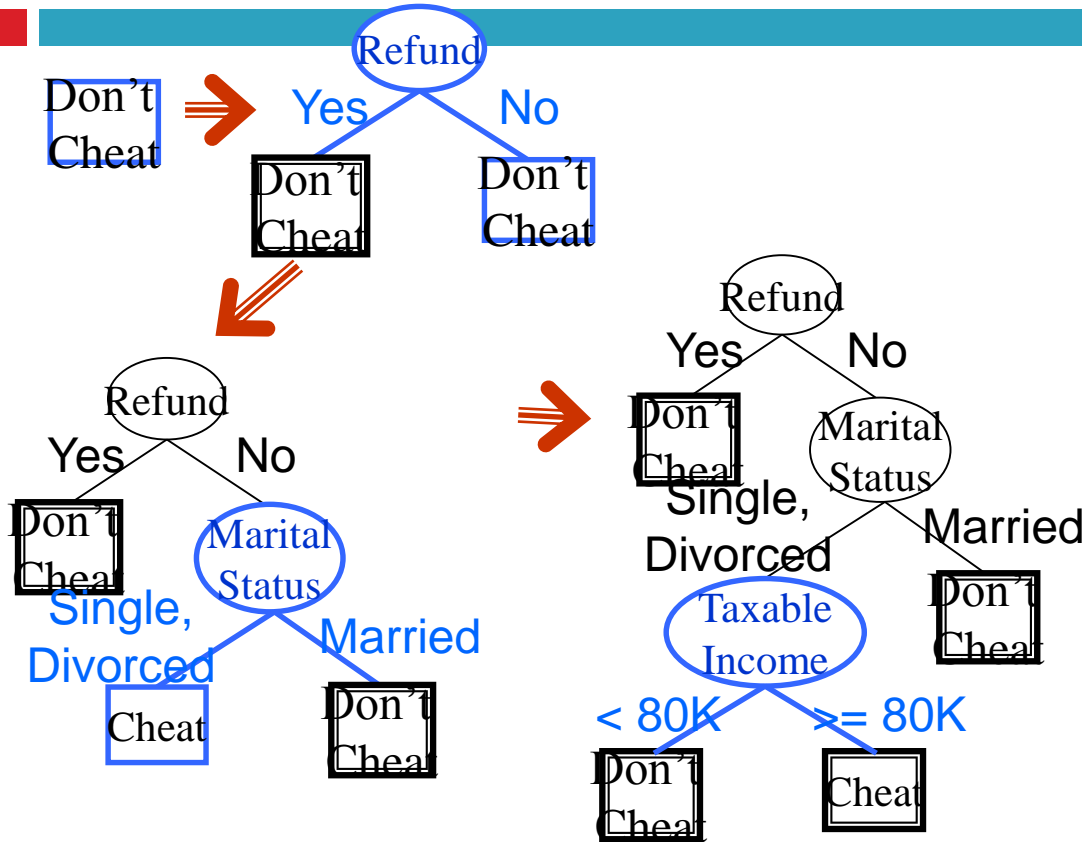 Refund
Don't
Cheat
Yes
No
Don't
Cheat
Don't
Cheat
Refund
Yes
No
Don't
Cheat
Marital
Status
Single,
Divorced
Married
Cheat
Don't
Cheat
Refund
Yes
No
Don't
Cheat
Marital
Status
Single,
Divorced
Married
Taxable
Income
Don't
Cheat
< 80K
>= 80K
Don't
Cheat
Cheat